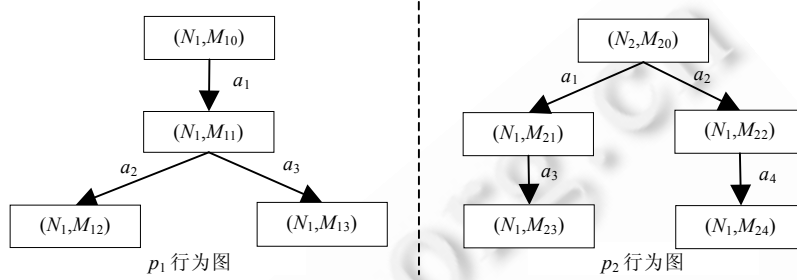 (N₁,M₁₀)
a₁
(N₁,M₁₁)
a₂
a₃
(N₁,M₁₂)
(N₁,M₁₃)
p₁ 行为图
(N₂,M₂₀)
a₁
a₂
(N₁,M₂₁)
(N₁,M₂₂)
a₃
a₄
(N₁,M₂₃)
(N₁,M₂₄)
p₂ 行为图